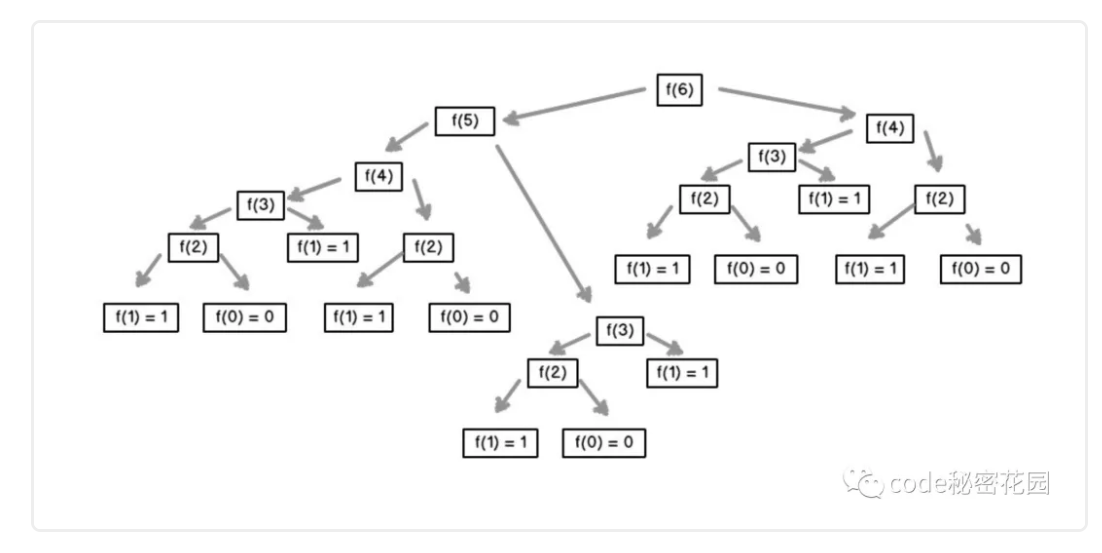 f(6)
f(5)
f(4)
f(3)
f(4)
f(2)
f(1) = 1
f(2)
f(3)
f(2)
f(1) = 1
f(2)
f(1) = 1
f(0) = 0
f(1) = 1
f(0) = 0
f(1) = 1
f(0) = 0
f(1) = 1
f(0) = 0
f(3)
f(2)
f(1) = 1
f(1) = 1
f(0) = 0
code秘密花园